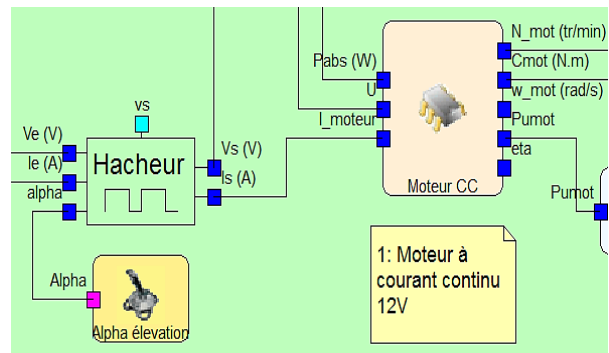 N_mot (tr/min)
Pabs (W)
Cmot (N.m)
U
w_mot (rad/s)
I_moteur
Pumot
eta
Moteur CC
vs
Ve (V)
Hacheur
Vs (V)
Ie (A)
Is (A)
alpha
Pumot
Alpha
Alpha élevation
1: Moteur à
courant continu
12V